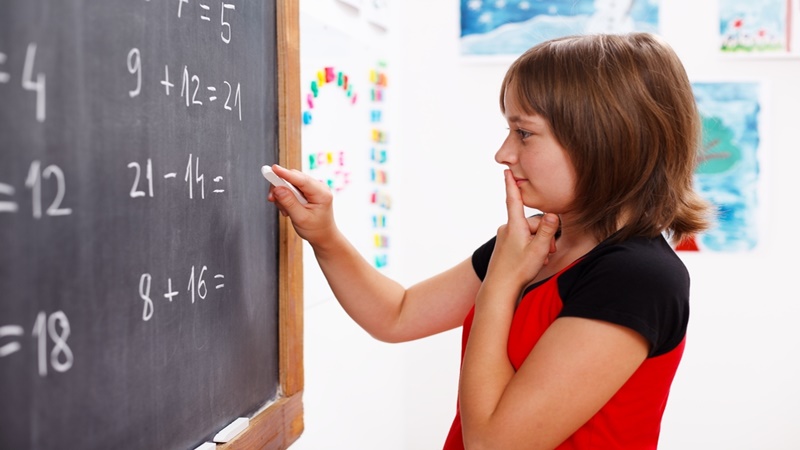 = 5
= 4
9 + 12 = 21
= 12
21 - 14 =
8 + 16 =
= 18